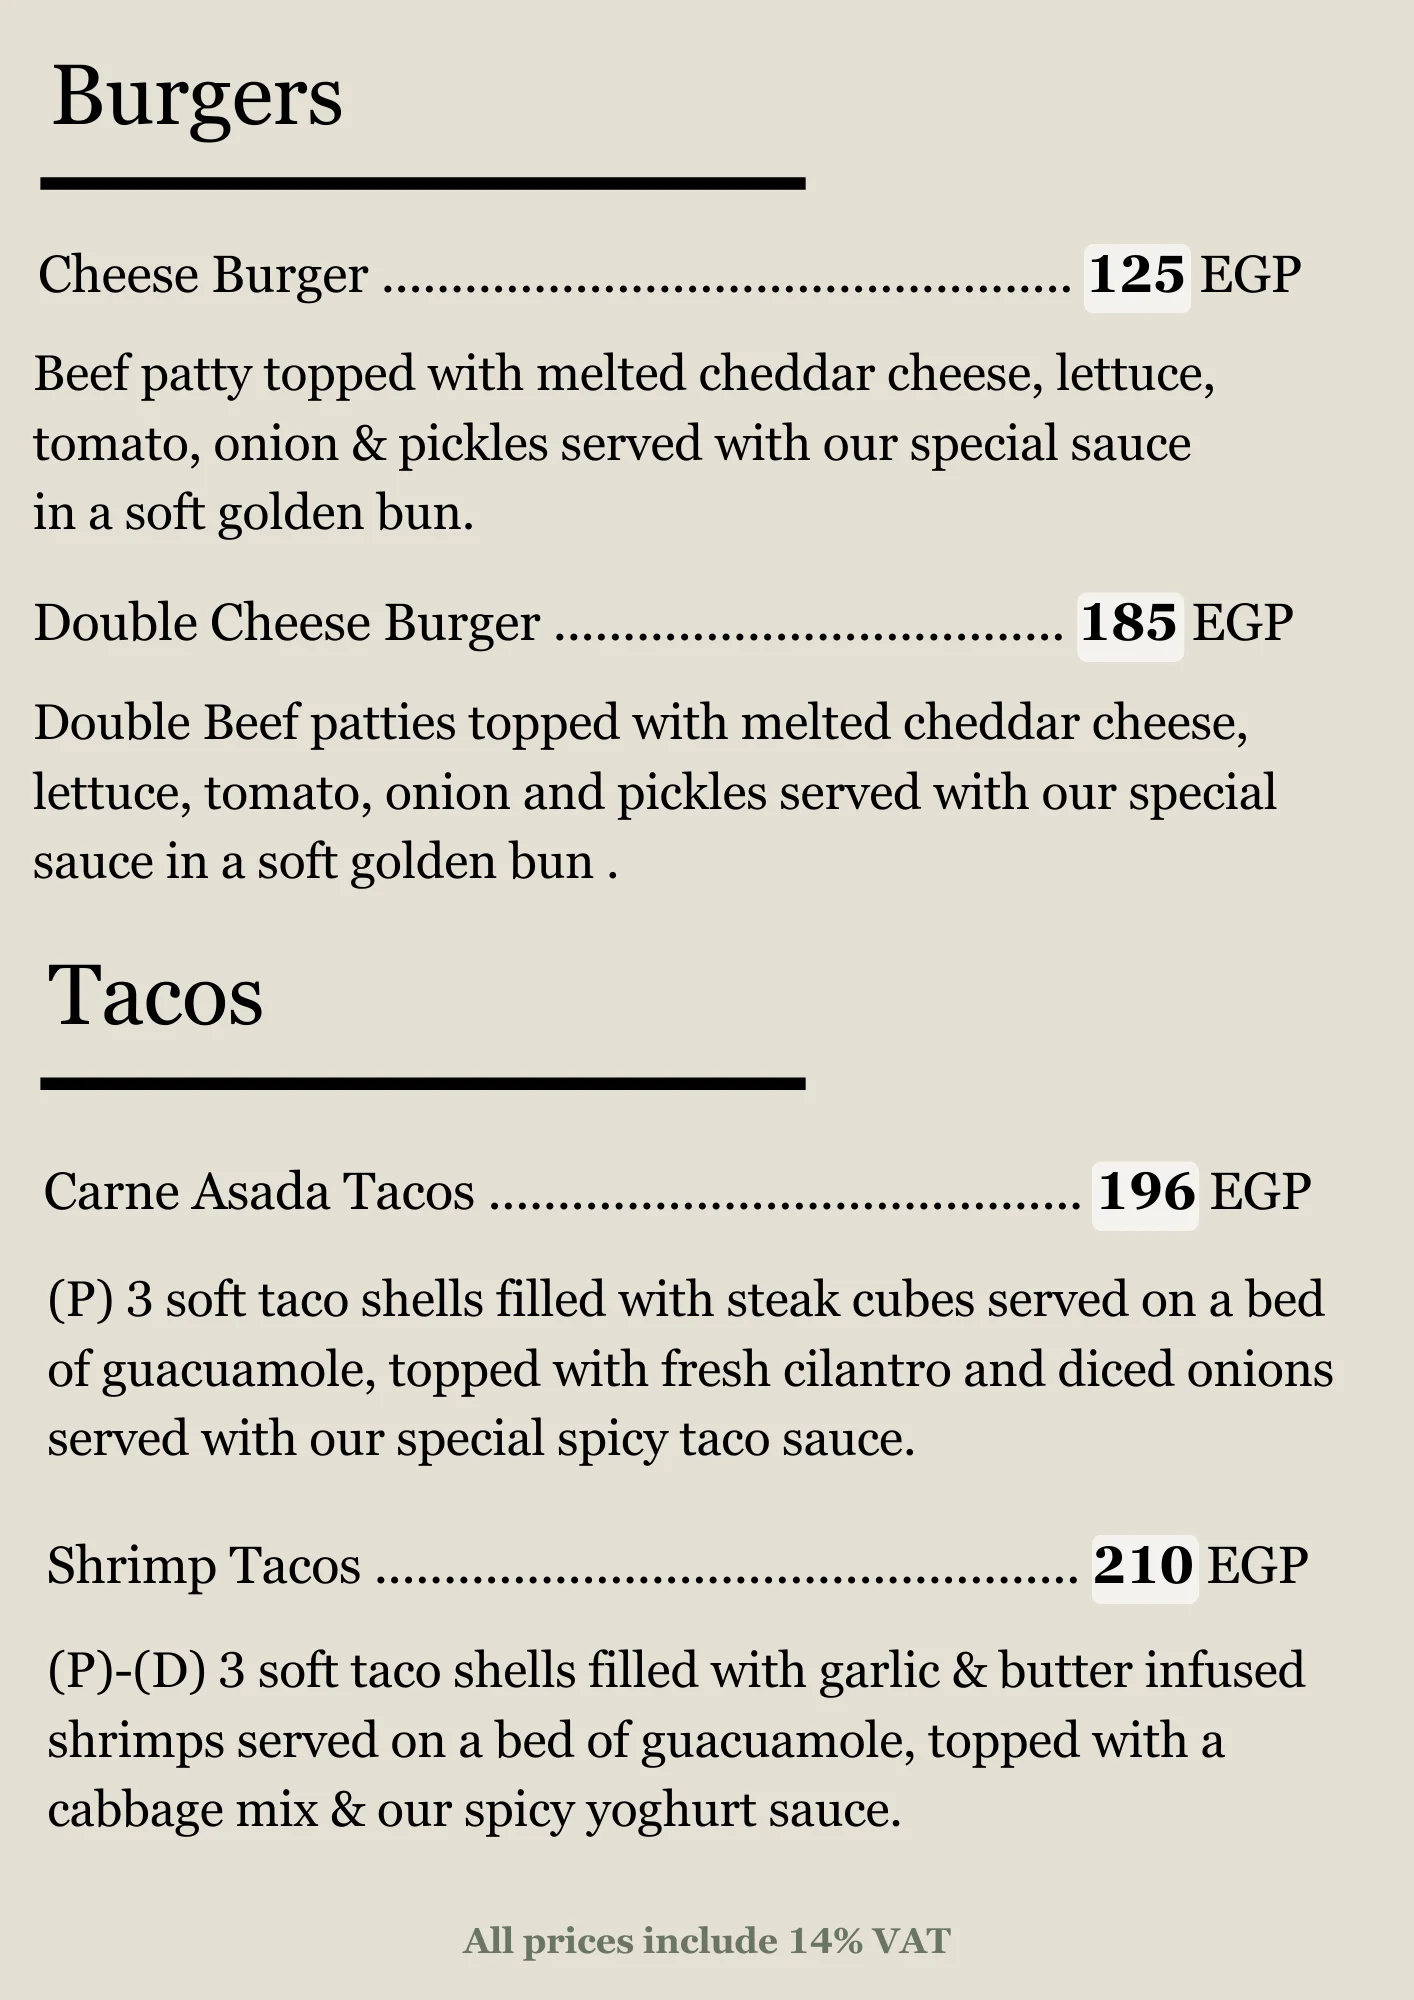 Burgers
Cheese Burger .................................................. 125 EGP
Beef patty topped with melted cheddar cheese, lettuce,
tomato, onion & pickles served with our special sauce
in a soft golden bun.
Double Cheese Burger ..................................... 185 EGP
Double Beef patties topped with melted cheddar cheese,
lettuce, tomato, onion and pickles served with our special
sauce in a soft golden bun .
Tacos
Carne Asada Tacos ........................................... 196 EGP
(P) 3 soft taco shells filled with steak cubes served on a bed
of guacuamole, topped with fresh cilantro and diced onions
served with our special spicy taco sauce.
Shrimp Tacos ................................................... 210 EGP
(P)-(D) 3 soft taco shells filled with garlic & butter infused
shrimps served on a bed of guacuamole, topped with a
cabbage mix & our spicy yoghurt sauce.
All prices include 14% VAT